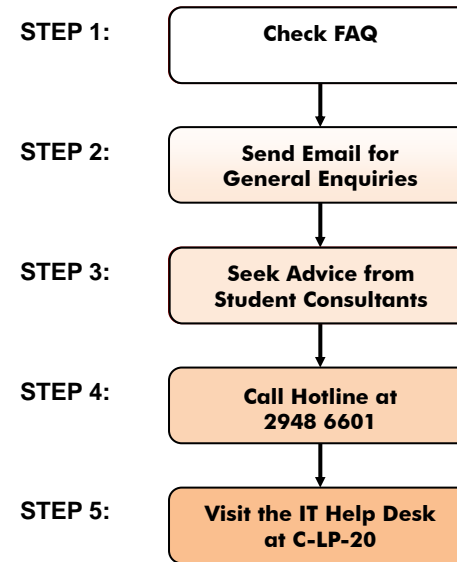 STEP 1:
Check FAQ
STEP 2:
Send Email for
General Enquiries
STEP 3:
Seek Advice from
Student Consultants
STEP 4:
Call Hotline at
2948 6601
STEP 5:
Visit the IT Help Desk
at C-LP-20